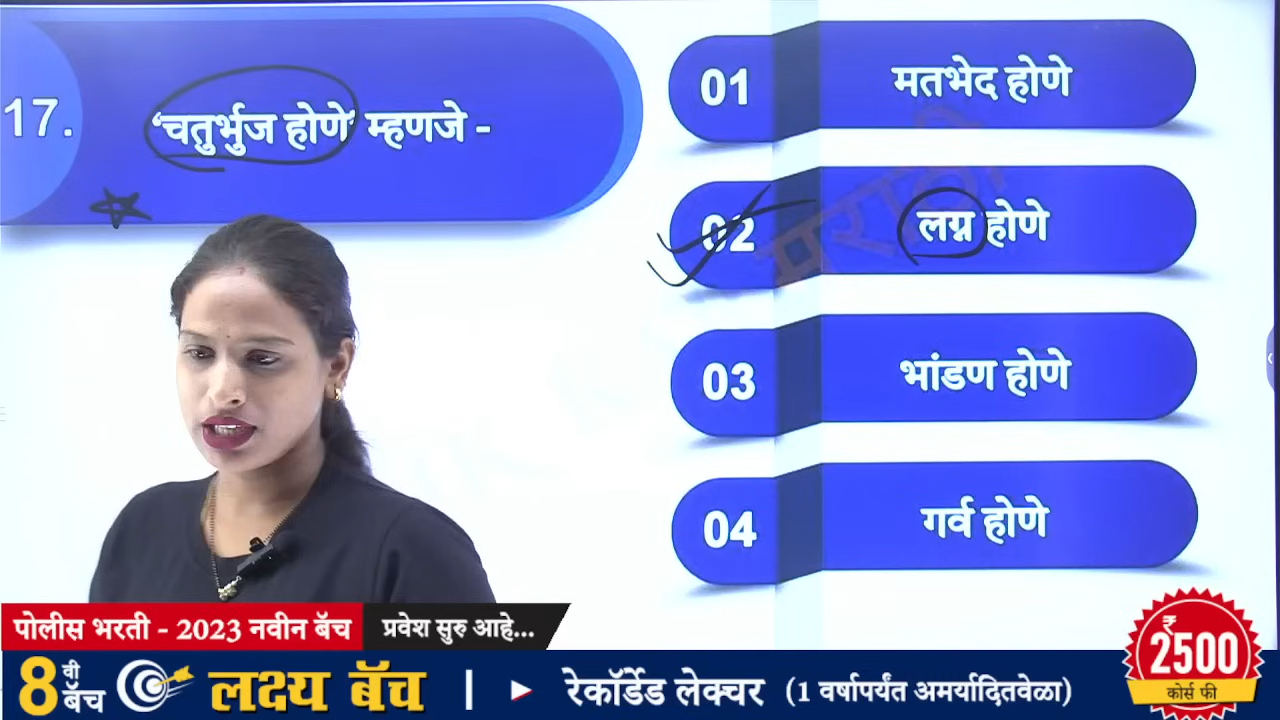 17.
‘चतुर्भुज होणे’ म्हणजे -
01 मतभेद होणे
02 लग्न होणे
03 भांडण होणे
04 गर्व होणे
मराठी
पोलीस भरती - 2023 नवीन बॅच
प्रवेश सुरु आहे...
8 वी बॅच लक्ष्य बॅच | रेकॉर्डेड लेक्चर (1 वर्षापर्यंत अमर्यादितवेळा)
₹ 2500
कोर्स फी